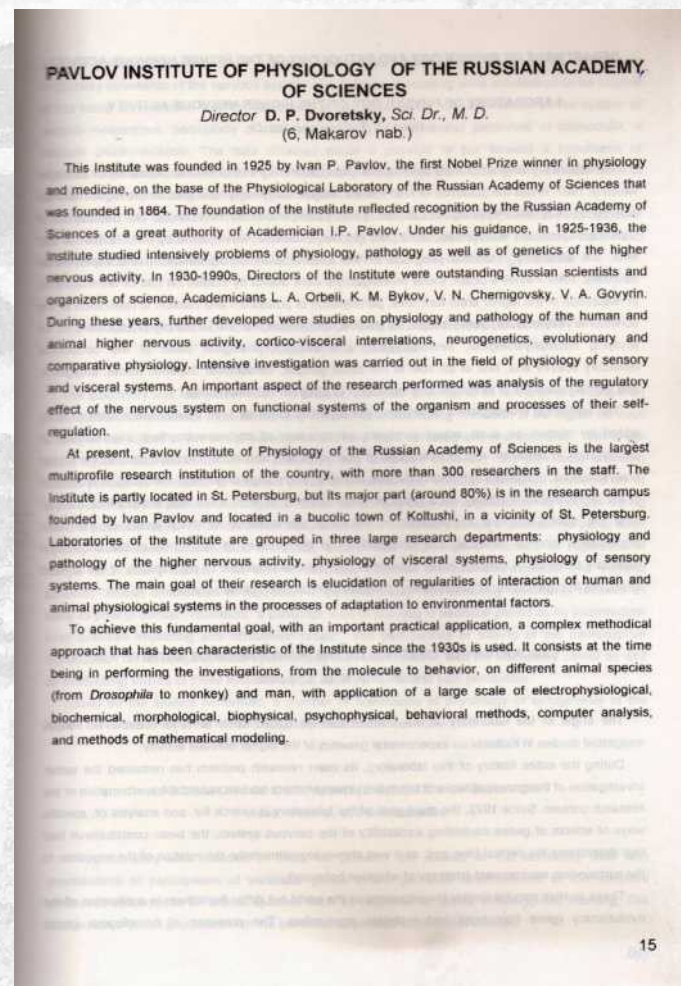 PAVLOV INSTITUTE OF PHYSIOLOGY OF THE RUSSIAN ACADEMY
OF SCIENCES
Director D. P. Dvoretsky, Sci. Dr., M. D.
(6, Makarov nab.)
This Institute was founded in 1925 by Ivan P. Pavlov, the first Nobel Prize winner in physiology
and medicine, on the base of the Physiological Laboratory of the Russian Academy of Sciences that
was founded in 1864. The foundation of the Institute reflected recognition by the Russian Academy of
Sciences of a great authority of Academician I.P. Pavlov. Under his guidance, in 1925-1936, the
institute studied intensively problems of physiology, pathology as well as of genetics of the higher
nervous activity. In 1930-1990s, Directors of the Institute were outstanding Russian scientists and
organizers of science, Academicians L. A. Orbeli, K. M. Bykov, V. N. Chernigovsky, V. A. Govyrin.
During these years, further developed were studies on physiology and pathology of the human and
animal higher nervous activity, cortico-visceral interrelations, neurogenetics, evolutionary and
comparative physiology. Intensive investigation was carried out in the field of physiology of sensory
and visceral systems. An important aspect of the research performed was analysis of the regulatory
effect of the nervous system on functional systems of the organism and processes of their self-
regulation.
At present, Pavlov Institute of Physiology of the Russian Academy of Sciences is the largest
multiprofile research institution of the country, with more than 300 researchers in the staff. The
Institute is partly located in St. Petersburg, but its major part (around 80%) is in the research campus
founded by Ivan Pavlov and located in a bucolic town of Koltushi, in a vicinity of St. Petersburg.
Laboratories of the Institute are grouped in three large research departments: physiology and
pathology of the higher nervous activity, physiology of visceral systems, physiology of sensory
systems. The main goal of their research is elucidation of regularities of interaction of human and
animal physiological systems in the processes of adaptation to environmental factors.
To achieve this fundamental goal, with an important practical application, a complex methodical
approach that has been characteristic of the Institute since the 1930s is used. It consists at the time
being in performing the investigations, from the molecule to behavior, on different animal species
(from Drosophila to monkey) and man, with application of a large scale of electrophysiological,
biochemical, morphological, biophysical, psychophysical, behavioral methods, computer analysis,
and methods of mathematical modeling.
15